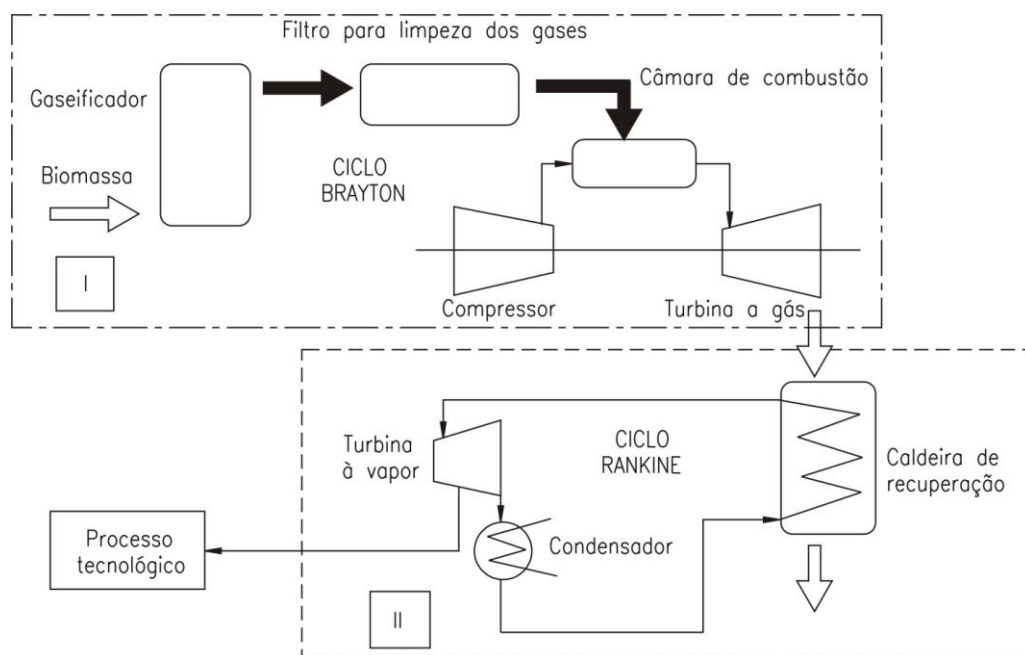 Filtro para limpeza dos gases
Câmara de combustão
Gaseificador
Biomassa
CICLO
BRAYTON
I
Compressor
Turbina a gás
Turbina
à vapor
CICLO
RANKINE
Caldeira de
recuperação
Processo
tecnológico
Condensador
II